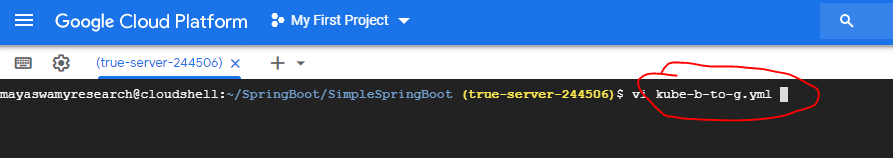 Google Cloud Platform My First Project
(true-server-244506)
mayaswamyresearch@cloudshell:~/SpringBoot/SimpleSpringBoot (true-server-244506)$ vi kube-b-to-g.yml